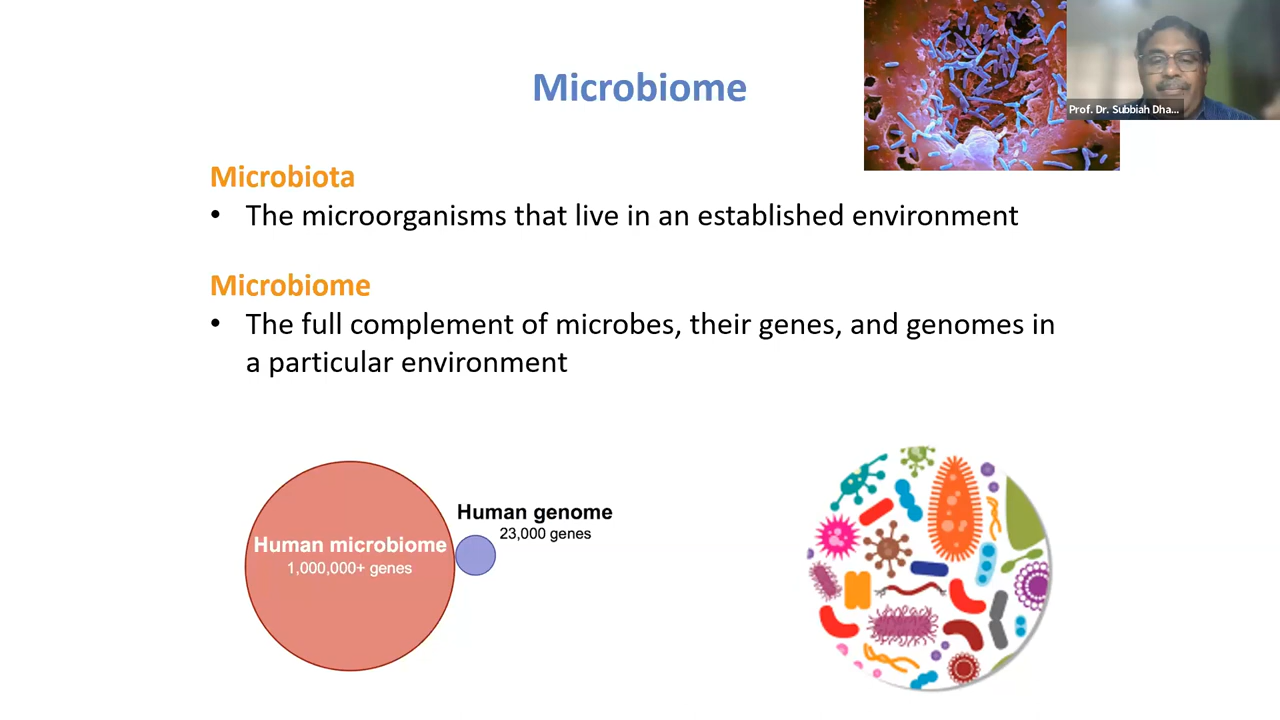 Microbiome
Prof. Dr. Subbiah Dha...
Microbiota
• The microorganisms that live in an established environment
Microbiome
• The full complement of microbes, their genes, and genomes in
a particular environment
Human microbiome
1,000,000+ genes
Human genome
23,000 genes